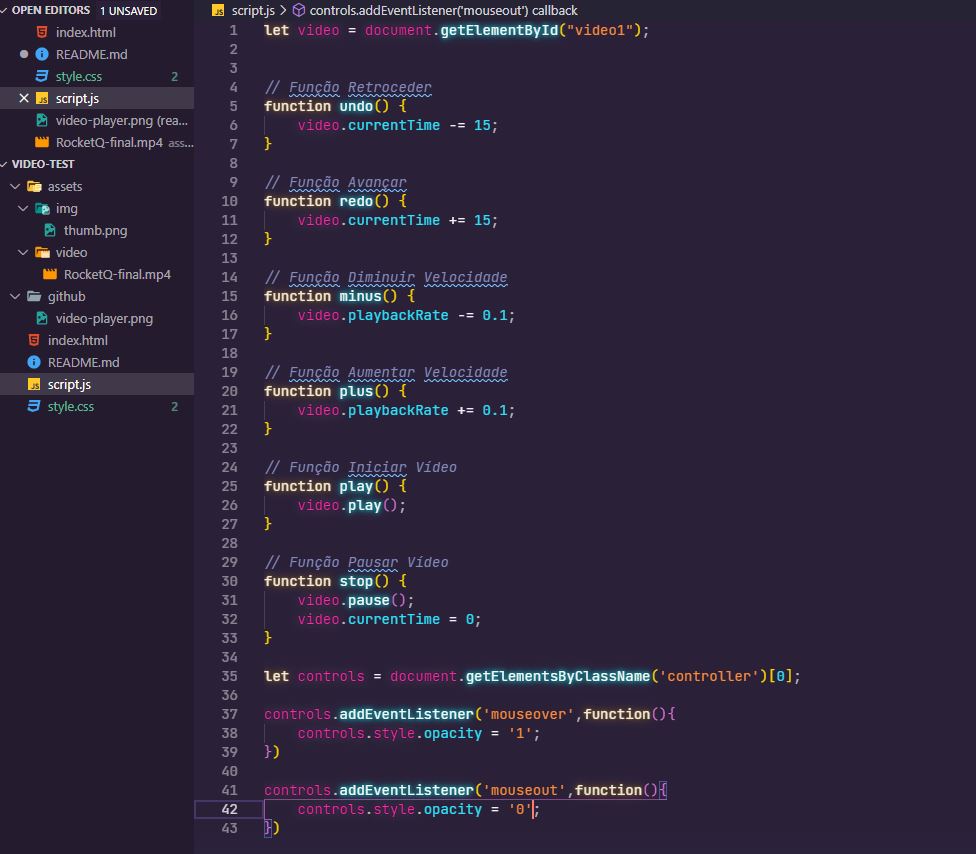 OPEN EDITORS 1 UNSAVED
index.html
README.md
style.css 2
script.js
video-player.png (rea...
RocketQ-final.mp4 ass...
VIDEO-TEST
assets
img
thumb.png
video
RocketQ-final.mp4
github
video-player.png
index.html
README.md
script.js
style.css 2
script.js > controls.addEventListener('mouseout') callback
1 let video = document.getElementById("video1");
2
3
4 // Função Retroceder
5 function undo() {
6 video.currentTime -= 15;
7 }
8
9 // Função Avançar
10 function redo() {
11 video.currentTime += 15;
12 }
13
14 // Função Diminuir Velocidade
15 function minus() {
16 video.playbackRate -= 0.1;
17 }
18
19 // Função Aumentar Velocidade
20 function plus() {
21 video.playbackRate += 0.1;
22 }
23
24 // Função Iniciar Vídeo
25 function play() {
26 video.play();
27 }
28
29 // Função Pausar Vídeo
30 function stop() {
31 video.pause();
32 video.currentTime = 0;
33 }
34
35 let controls = document.getElementsByClassName('controller')[0];
36
37 controls.addEventListener('mouseover',function(){
38 controls.style.opacity = '1';
39 })
40
41 controls.addEventListener('mouseout',function(){
42 controls.style.opacity = '0';
43 })